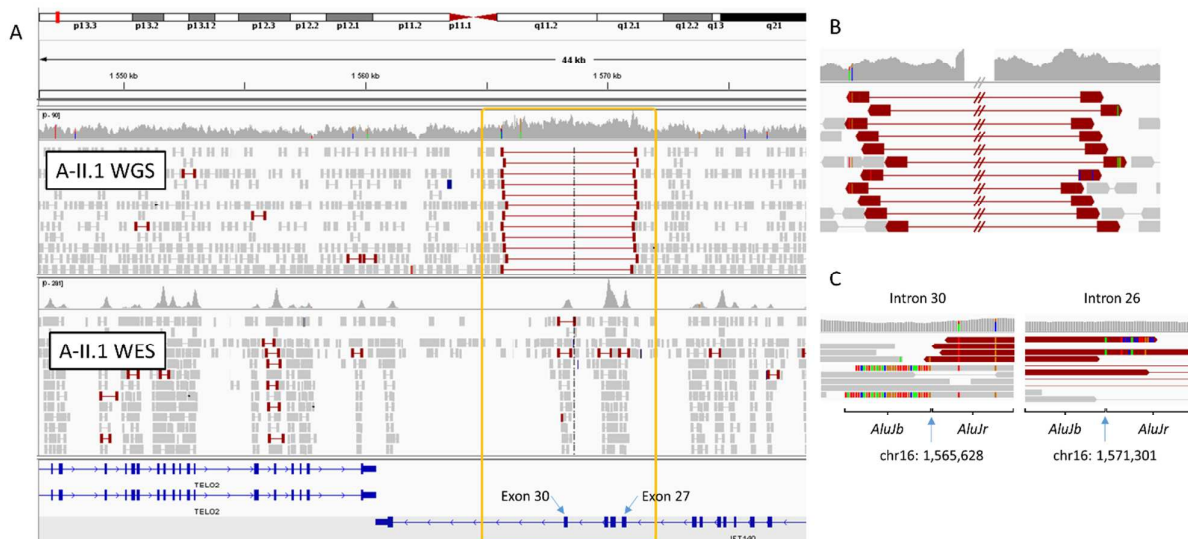 A
p13.3 p13.2 p13.12 p12.3 p12.2 p12.1 p11.2 p11.1 q11.2 q12.1 q12.2 q13 q21
44 kb
1 550 kb 1 560 kb 1 570 kb
[0 - 90]
A-II.1 WGS
A-II.1 WES
TELO2
TELO2
Exon 30 Exon 27
IFT140
B
C
Intron 30 Intron 26
AluJb AluJr AluJb AluJr
chr16: 1,565,628 chr16: 1,571,301